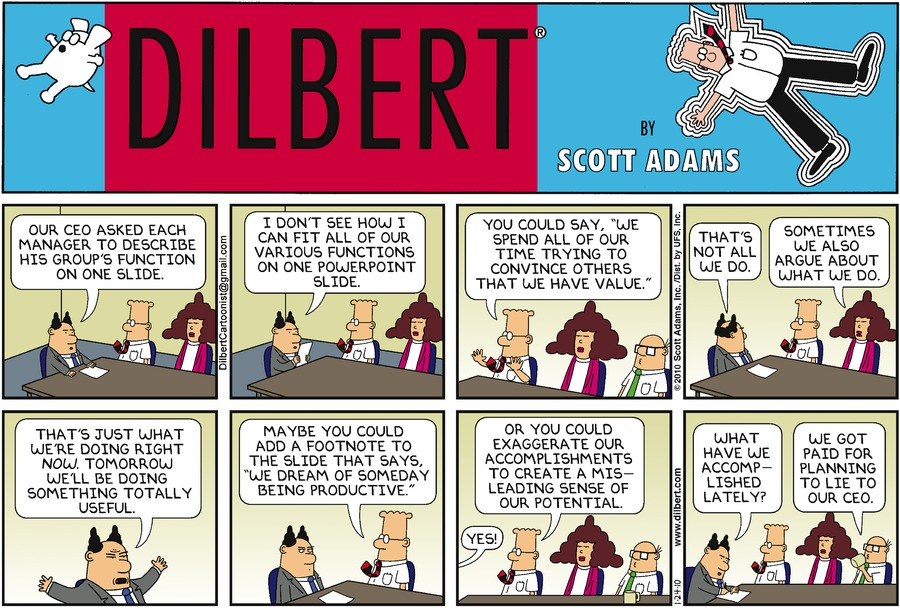 DILBERT®
BY
SCOTT ADAMS
OUR CEO ASKED EACH
MANAGER TO DESCRIBE
HIS GROUP'S FUNCTION
ON ONE SLIDE.
DilbertCartoonist@gmail.com
I DON'T SEE HOW I
CAN FIT ALL OF OUR
VARIOUS FUNCTIONS
ON ONE POWERPOINT
SLIDE.
YOU COULD SAY, "WE
SPEND ALL OF OUR
TIME TRYING TO
CONVINCE OTHERS
THAT WE HAVE VALUE."
© 2010 Scott Adams, Inc./Dist. by UFS, Inc.
THAT'S
NOT ALL
WE DO.
SOMETIMES
WE ALSO
ARGUE ABOUT
WHAT WE DO.
THAT'S JUST WHAT
WE'RE DOING RIGHT
NOW. TOMORROW
WE'LL BE DOING
SOMETHING TOTALLY
USEFUL.
MAYBE YOU COULD
ADD A FOOTNOTE TO
THE SLIDE THAT SAYS,
"WE DREAM OF SOMEDAY
BEING PRODUCTIVE."
OR YOU COULD
EXAGGERATE OUR
ACCOMPLISHMENTS
TO CREATE A MIS-
LEADING SENSE OF
OUR POTENTIAL.
YES!
www.dilbert.com
1-24-10
WHAT
HAVE WE
ACCOMP-
LISHED
LATELY?
WE GOT
PAID FOR
PLANNING
TO LIE TO
OUR CEO.